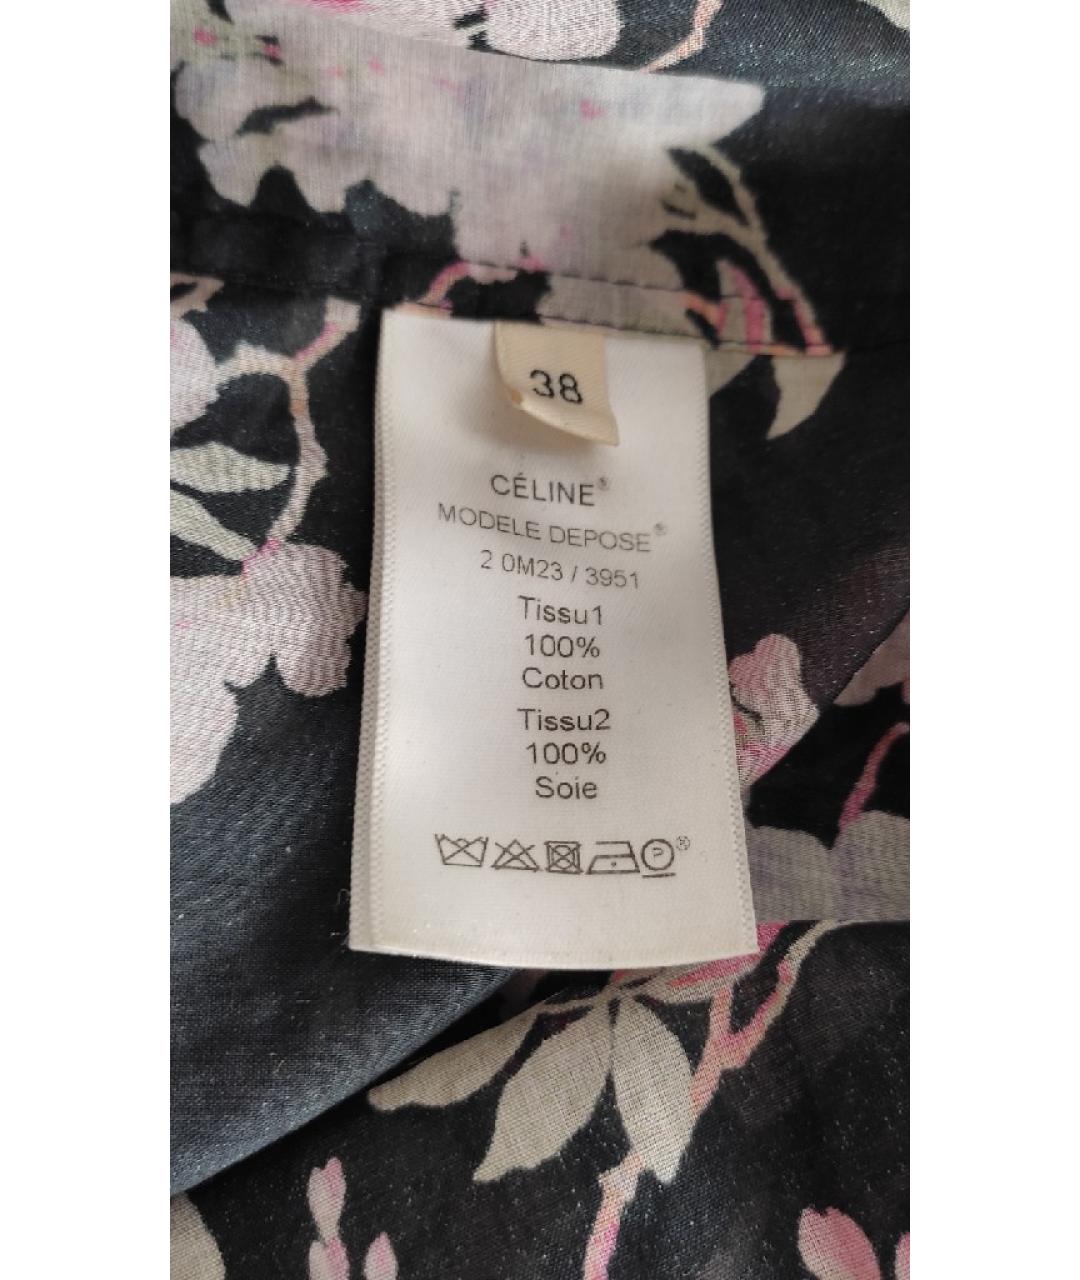 38
CÉLINE®
MODELE DEPOSE®
2 0M23 / 3951
Tissu1
100%
Coton
Tissu2
100%
Soie
P ®